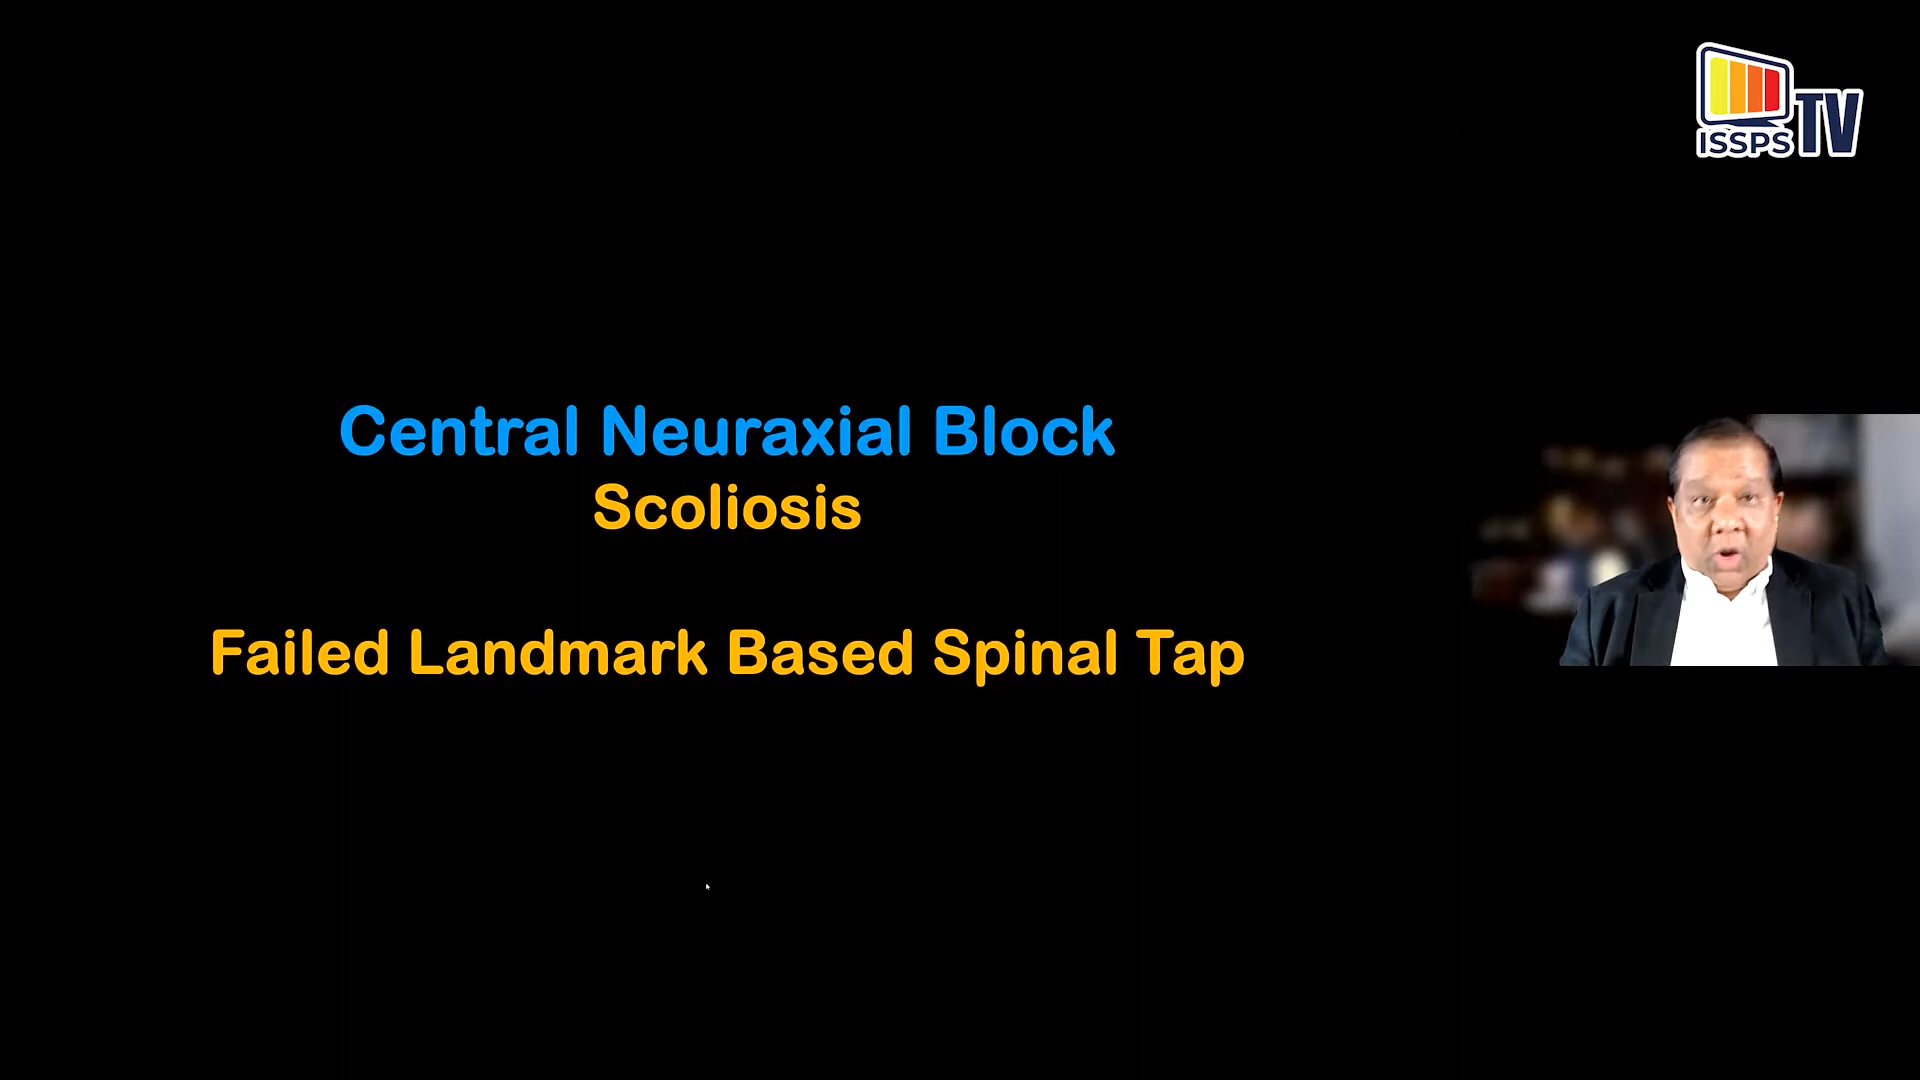 ISSPS TV
Central Neuraxial Block
Scoliosis
Failed Landmark Based Spinal Tap